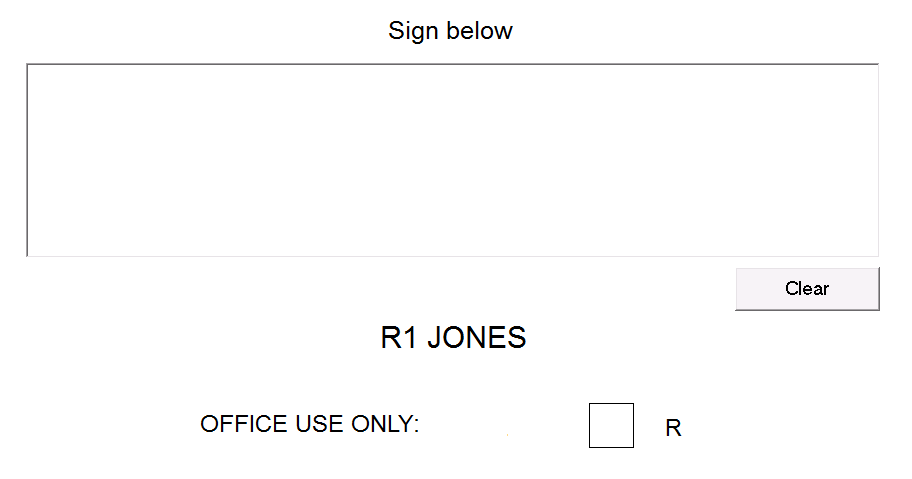 Sign below
Clear
R1 JONES
OFFICE USE ONLY: R